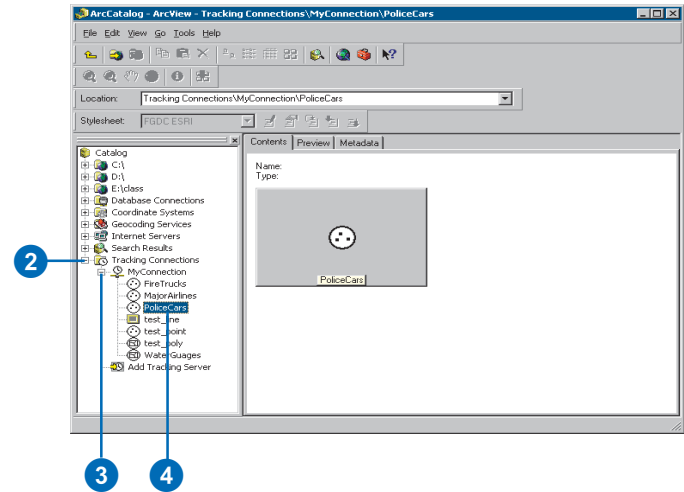 ArcCatalog - ArcView - Tracking Connections\MyConnection\PoliceCars
File Edit View Go Tools Help
Location: Tracking Connections\MyConnection\PoliceCars
Stylesheet: FGDC ESRI
Contents Preview Metadata
Catalog
C:\
D:\
E:\class
Database Connections
Coordinate Systems
Geocoding Services
Internet Servers
Search Results
Tracking Connections
MyConnection
FireTrucks
MajorAirlines
PoliceCars
test_line
test_point
test_poly
WaterGuages
Add Tracking Server
Name:
Type:
PoliceCars
2
3
4